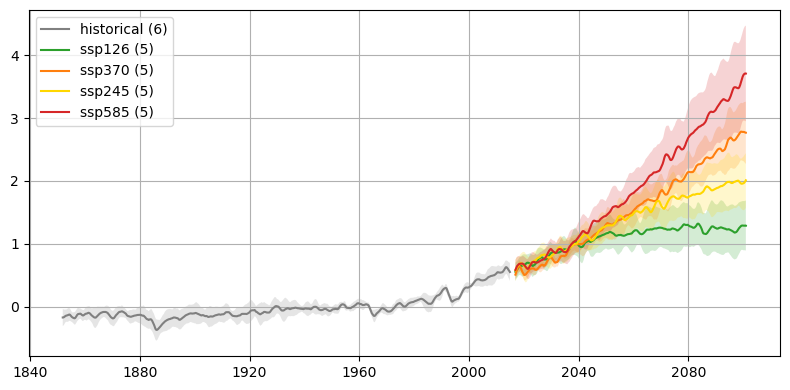 historical (6)
ssp126 (5)
ssp370 (5)
ssp245 (5)
ssp585 (5)
4
3
2
1
0
1840 1880 1920 1960 2000 2040 2080